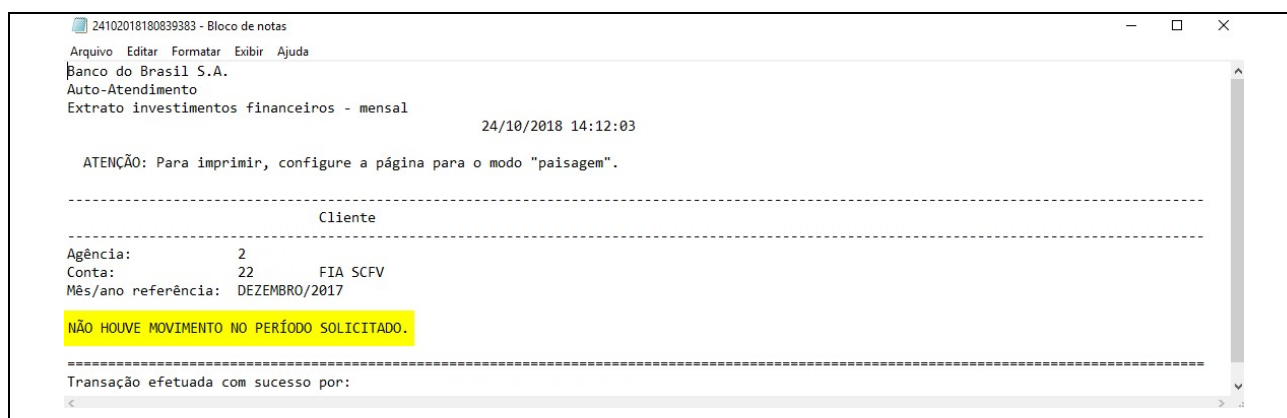 24102018180839383 - Bloco de notas
Arquivo Editar Formatar Exibir Ajuda
Banco do Brasil S.A.
Auto-Atendimento
Extrato investimentos financeiros - mensal
24/10/2018 14:12:03
ATENÇÃO: Para imprimir, configure a página para o modo "paisagem".
Cliente
Agência: 2
Conta: 22 FIA SCFV
Mês/ano referência: DEZEMBRO/2017
NÃO HOUVE MOVIMENTO NO PERÍODO SOLICITADO.
Transação efetuada com sucesso por: